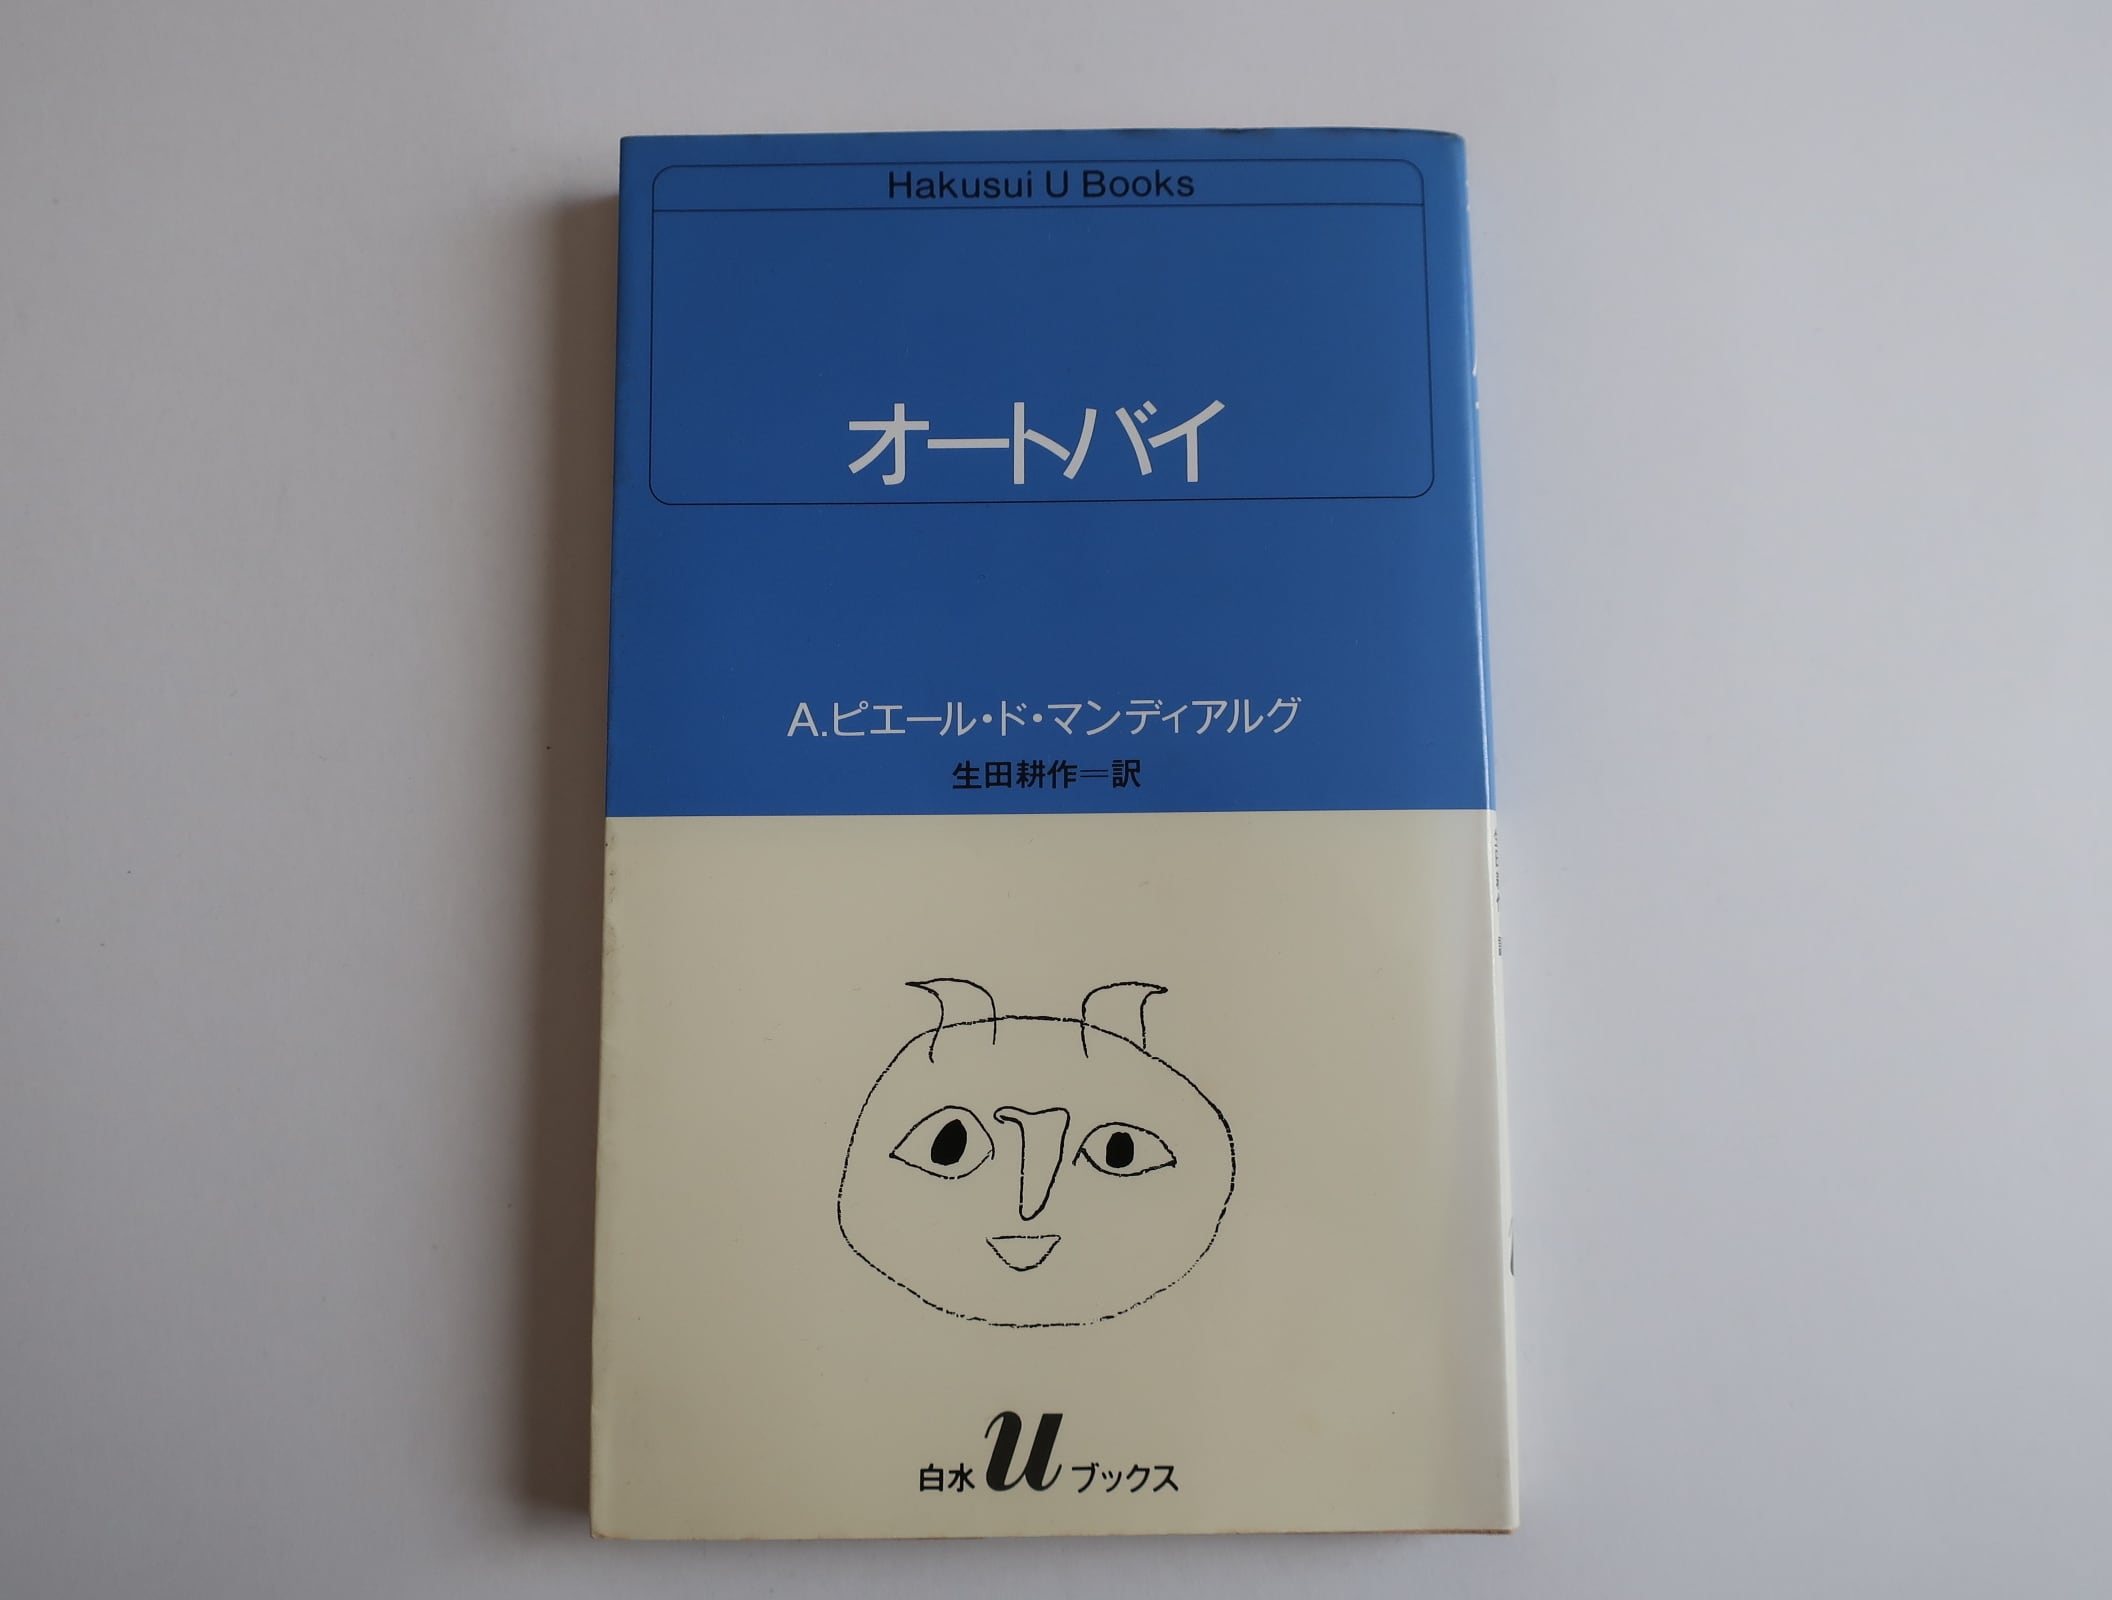 Hakusui U Books
オートバイ
A.ピエール・ド・マンディアルグ
生田耕作＝訳
白水uブックス